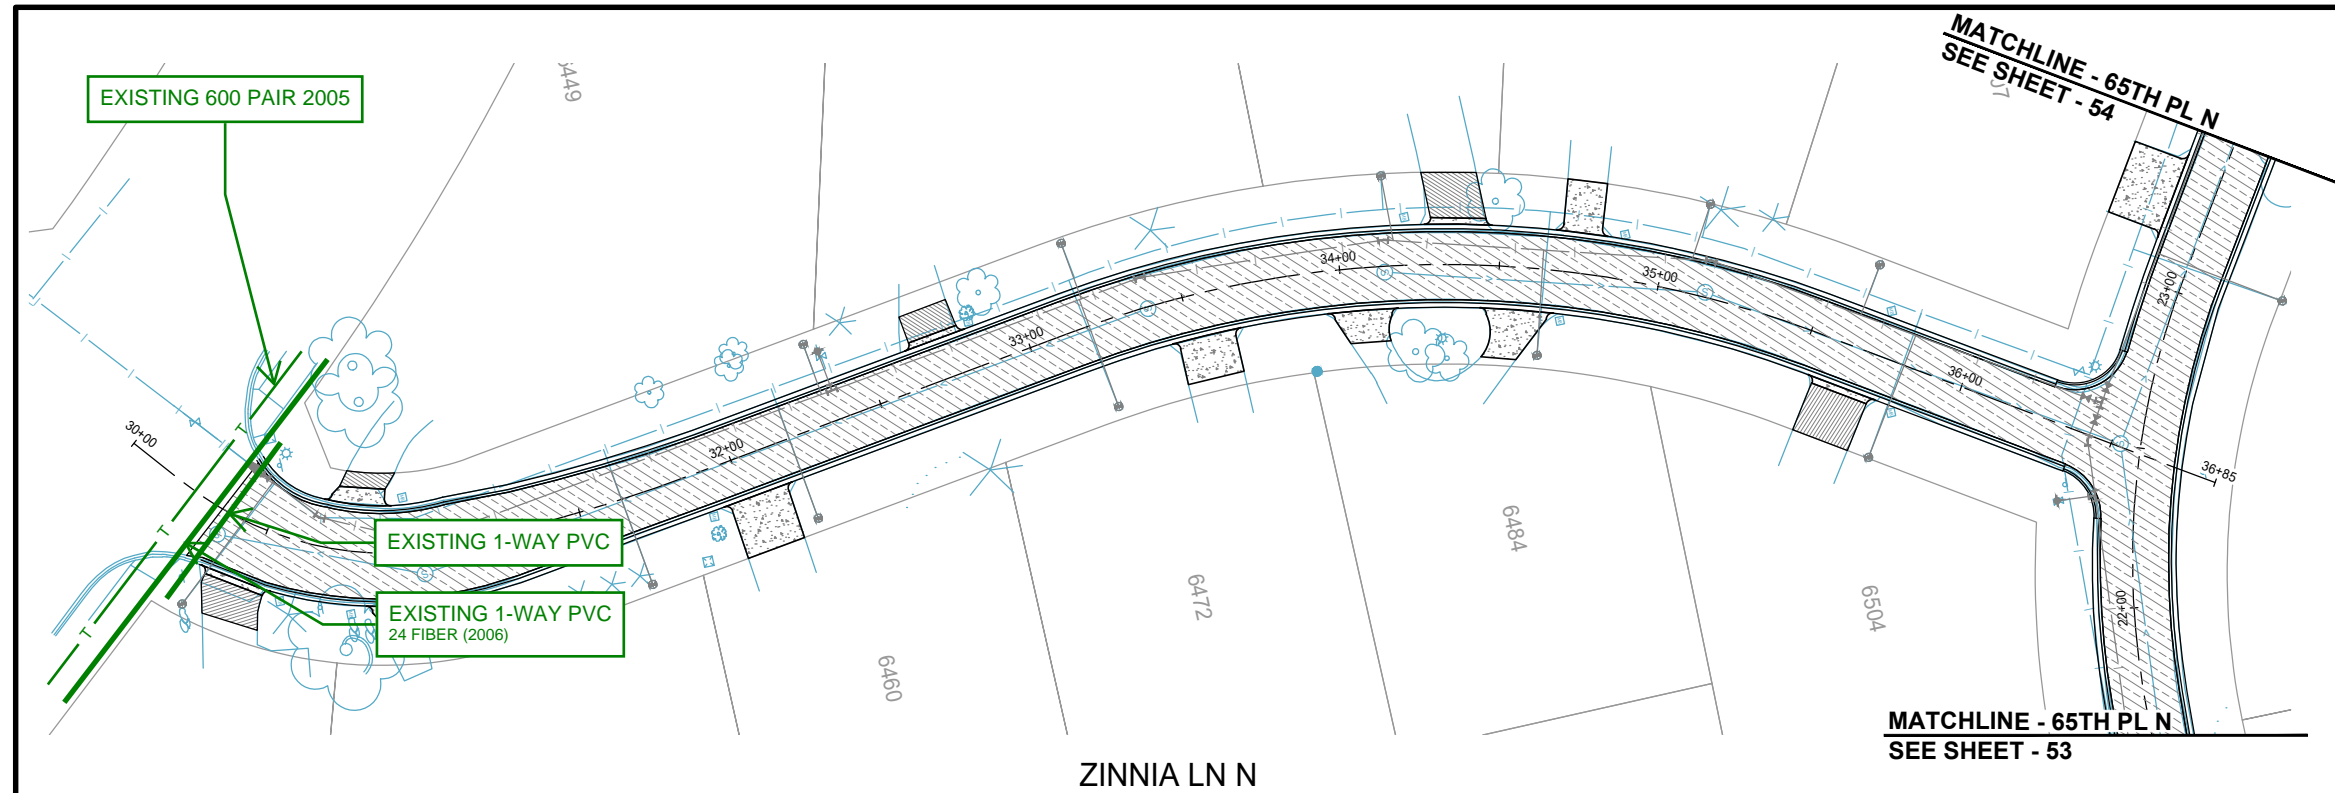 MATCHLINE - 65TH PL N
SEE SHEET - 54
EXISTING 600 PAIR 2005
30+00
32+00
33+00
34+00
35+00
36+00
36+85
23+00
22+00
EXISTING 1-WAY PVC
EXISTING 1-WAY PVC
24 FIBER (2006)
T
T
T
6460
6472
6484
6504
MATCHLINE - 65TH PL N
SEE SHEET - 53
ZINNIA LN N